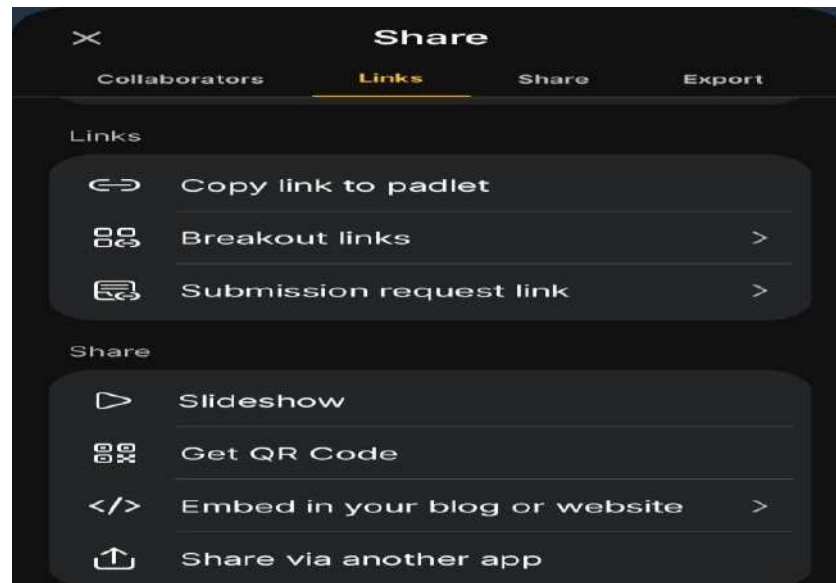 Share
Collaborators Links Share Export
Links
Copy link to padlet
Breakout links
Submission request link
Share
Slideshow
Get QR Code
Embed in your blog or website
Share via another app